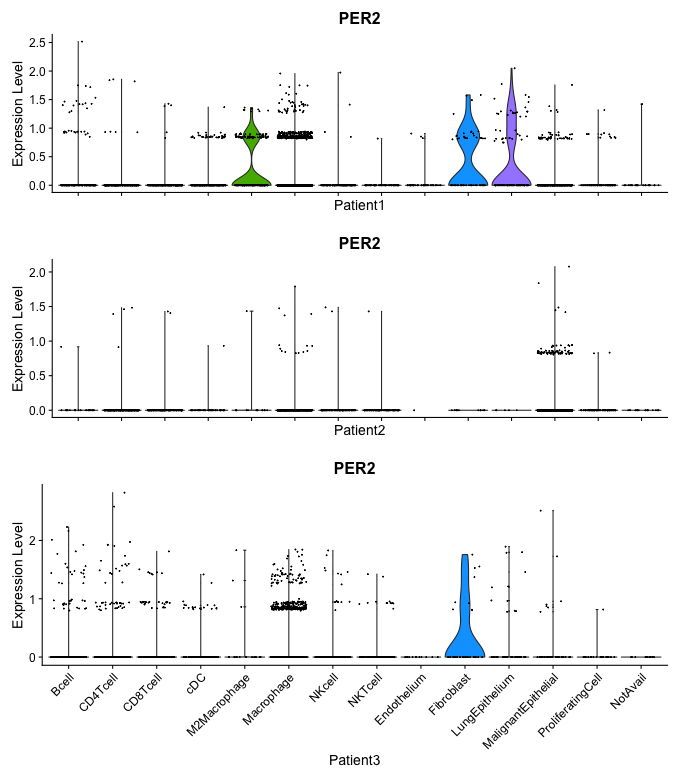 PER2
Expression Level
2.5
2.0
1.5
1.0
0.5
0.0
Patient1
PER2
Expression Level
2.0
1.5
1.0
0.5
0.0
Patient2
PER2
Expression Level
2
1
0
Bcell
CD4Tcell
CD8Tcell
cDC
M2Macrophage
Macrophage
NKcell
NKTcell
Endothelium
Fibroblast
LungEpithelium
MalignantEpithelial
ProliferatingCell
NotAvail
Patient3